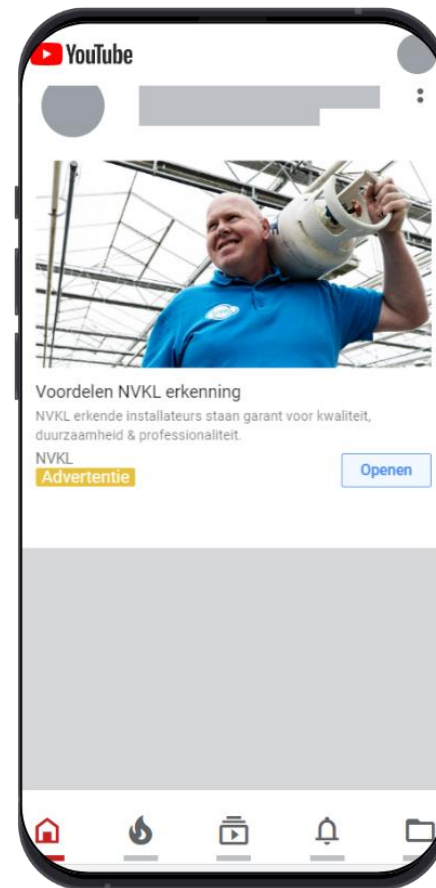 YouTube
Voordelen NVKL erkenning
NVKL erkende installateurs staan garant voor kwaliteit,
duurzaamheid & professionaliteit.
NVKL
Advertentie
Openen